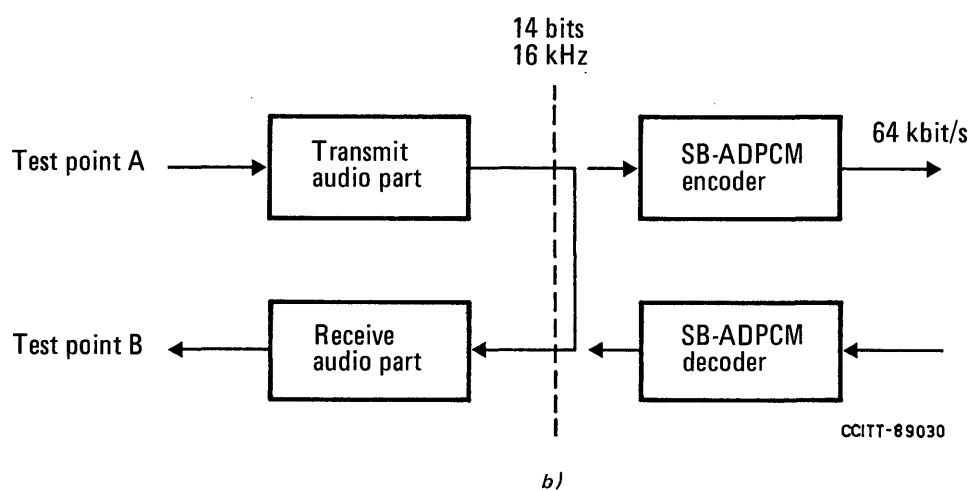 14 bits
16 kHz
Test point A
Transmit
audio part
SB-ADPCM
encoder
64 kbit/s
Test point B
Receive
audio part
SB-ADPCM
decoder
CCITT-89030
b)